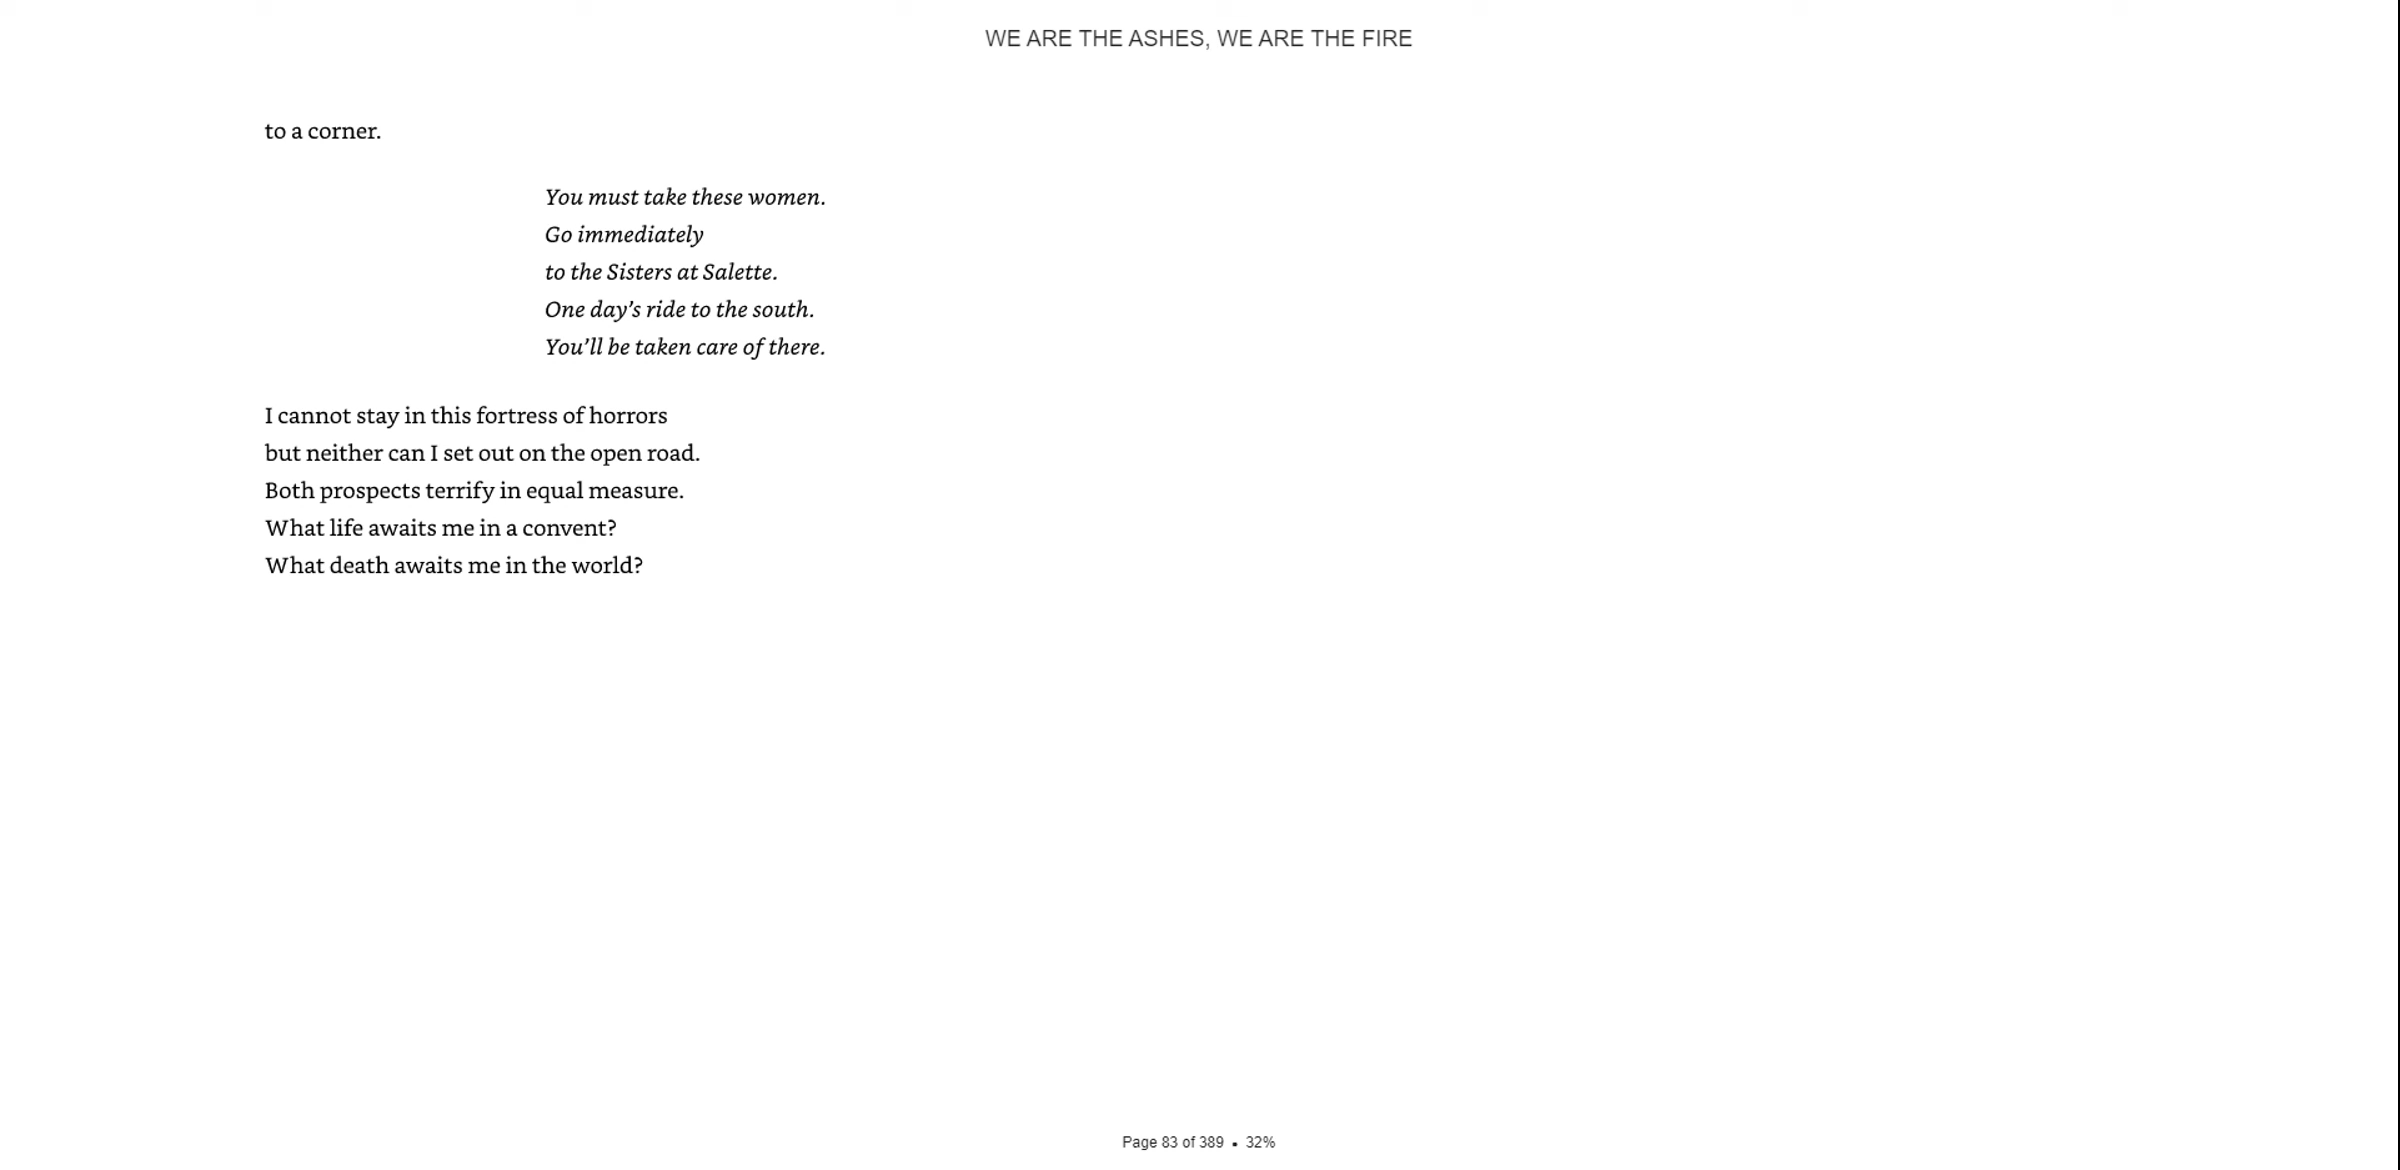 WE ARE THE ASHES, WE ARE THE FIRE
to a corner.
You must take these women.
Go immediately
to the Sisters at Salette.
One day’s ride to the south.
You’ll be taken care of there.
I cannot stay in this fortress of horrors
but neither can I set out on the open road.
Both prospects terrify in equal measure.
What life awaits me in a convent?
What death awaits me in the world?
Page 83 of 389 • 32%